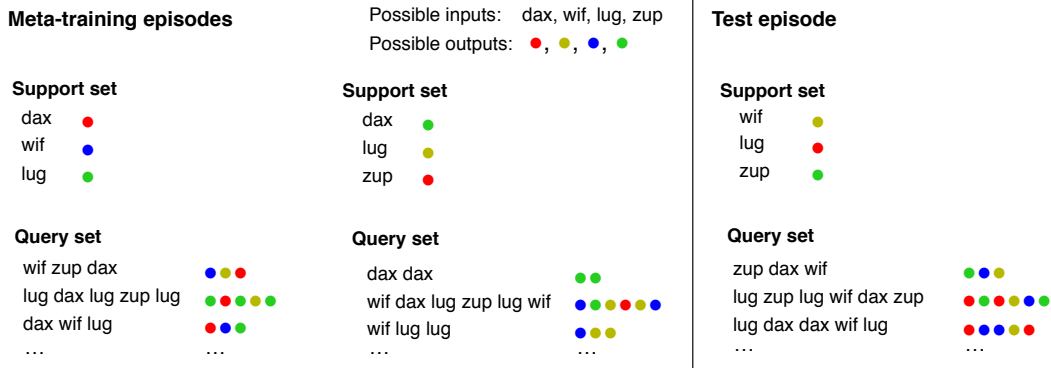 Meta-training episodes
Possible inputs: dax, wif, lug, zup
Possible outputs: , , ,
Support set
dax
wif
lug
Query set
wif zup dax
lug dax lug zup lug
dax wif lug
... ...
Support set
dax
lug
zup
Query set
dax dax
wif dax lug zup lug wif
wif lug lug
... ...
Test episode
Support set
wif
lug
zup
Query set
zup dax wif
lug zup lug wif dax zup
lug dax dax wif lug
... ...